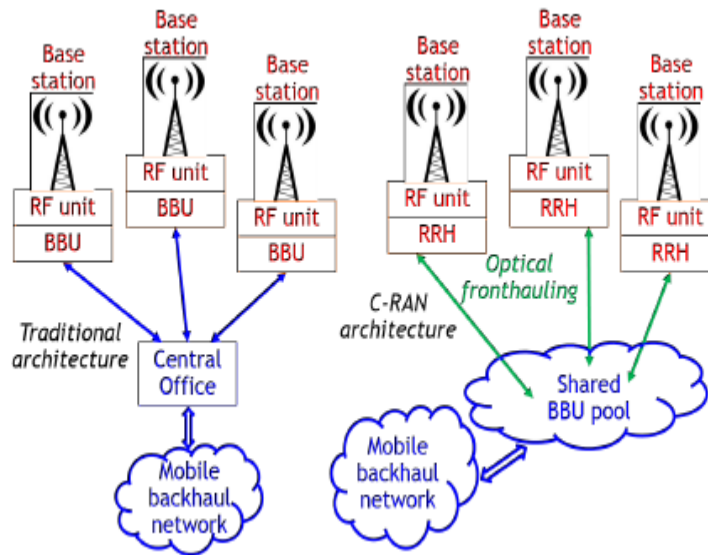 Base
station
RF unit
BBU
Base
station
RF unit
BBU
Base
station
RF unit
BBU
Traditional
architecture
Central
Office
Mobile
backhaul
network
Base
station
RF unit
RRH
Base
station
RF unit
RRH
Base
station
RF unit
RRH
Optical
fronthauling
C-RAN
architecture
Shared
BBU pool
Mobile
backhaul
network